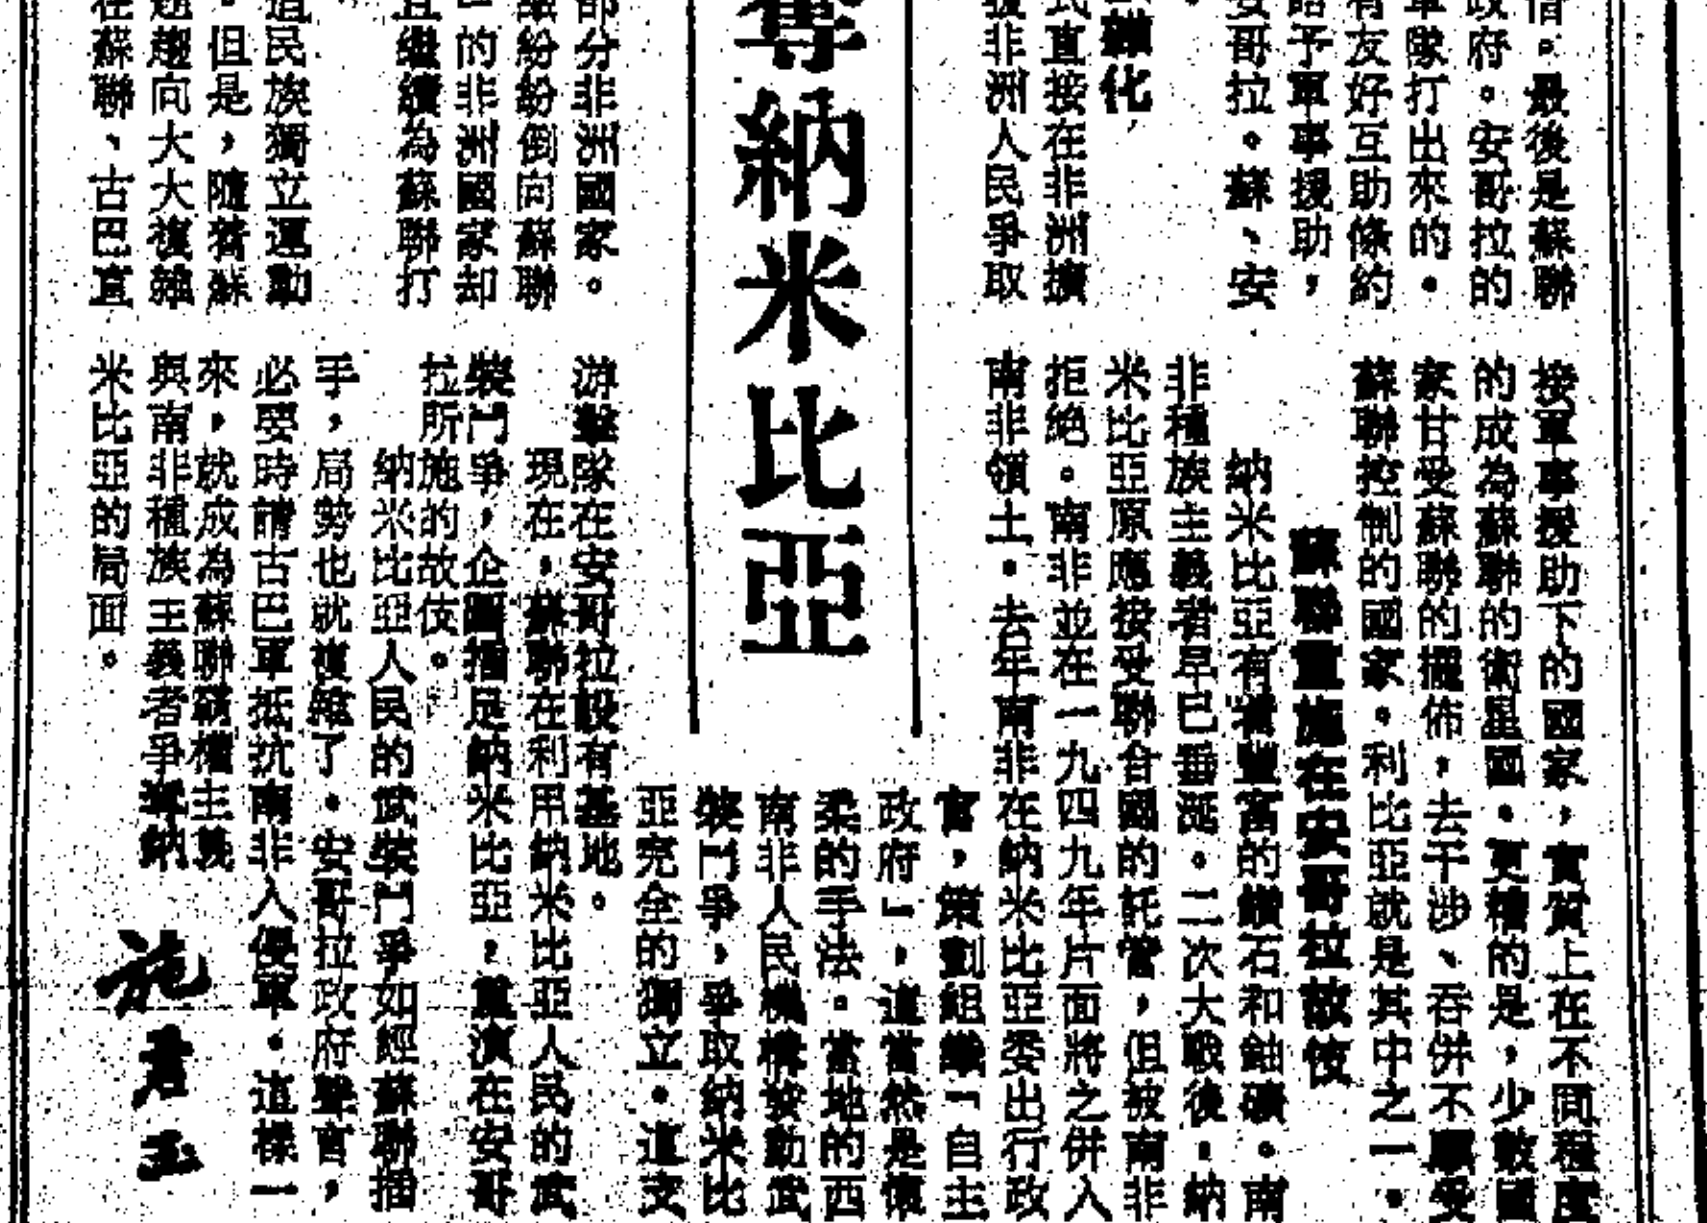 奪納米比亞
借。最後是蘇聯
政府。安哥拉的
軍隊打出來的。
有友好互助條約
給予軍事援助，
安哥拉。蘇、安
化
民直接在非洲擴
後非洲人民爭取
部分非洲國家。
紛紛倒向蘇聯
」的非洲國家却
且繼續為蘇聯打
這民族獨立運動
。但是，隨着蘇
越趨向大大複雜
在蘇聯、古巴直
接軍事援助下的國家，實質上在不同程度
的成為蘇聯的衛星國。更糟的是，少數國
家甘受蘇聯的擺佈，去干涉、吞併不願受
蘇聯控制的國家。利比亞就是其中之一。
蘇聯重施在安哥拉故伎
納米比亞有着豐富的鑽石和鈾礦。南
非種族主義者早已垂涎。二次大戰後，納
米比亞原應接受聯合國的託管，但被南非
拒絶。南非並在一九四九年片面將之併入
南非領土。去年南非在納米比亞委出行政
官，策劃組織「自主
政府」，這當然是懷
柔的手法。當地的西
南非人民機構按動武
裝鬥爭，爭取納米比
亞完全的獨立。這支
游擊隊在安哥拉設有基地。
現在，蘇聯在利用納米比亞人民的武
裝鬥爭，企圖插足納米比亞，重演在安哥
拉所施的故伎。
納米比亞人民的武裝鬥爭如經蘇聯插
手，局勢也就複雜了。安哥拉政府聲言，
必要時請古巴軍抵抗南非入侵軍。這樣一
來，就成為蘇聯霸權主義
與南非種族主義者爭奪納
米比亞的局面。
施君玉